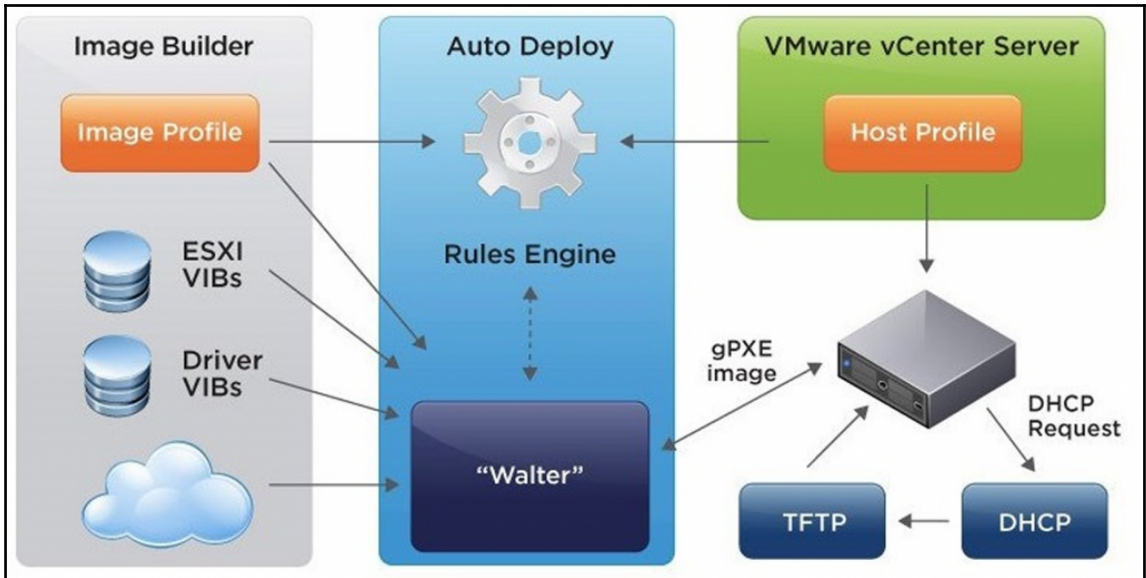 Image Builder
Image Profile
ESXI
VIBs
Driver
VIBs
Auto Deploy
Rules Engine
“Walter”
VMware vCenter Server
Host Profile
gPXE
image
DHCP
Request
TFTP
DHCP